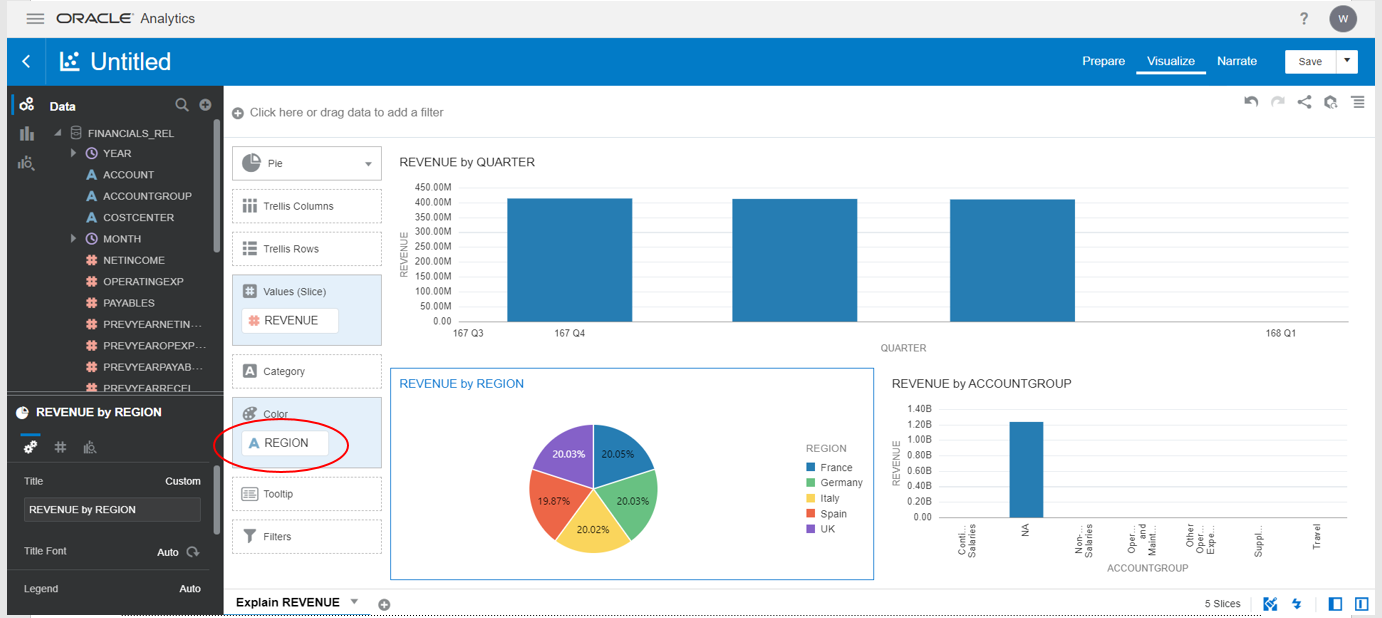 ORACLE Analytics
?
W
Untitled
Prepare
Visualize
Narrate
Save
Data
FINANCIALS_REL
YEAR
A ACCOUNT
A ACCOUNTGROUP
A COSTCENTER
MONTH
# NETINCOME
# OPERATINGEXP
# PAYABLES
# PREVYEARNETIN...
# PREVYEAROPEXP...
# PREVYEARPAYAB...
# PREVYEARRECEI
REVENUE by REGION
#
Title
Custom
REVENUE by REGION
Title Font
Auto
Legend
Auto
Click here or drag data to add a filter
Pie
Trellis Columns
Trellis Rows
# Values (Slice)
# REVENUE
A Category
Color
A REGION
Tooltip
Filters
REVENUE by QUARTER
REVENUE
450.00M
400.00M
350.00M
300.00M
250.00M
200.00M
150.00M
100.00M
50.00M
0.00
167 Q3
167 Q4
168 Q1
QUARTER
REVENUE by REGION
20.03%
20.05%
19.87%
20.03%
20.02%
REGION
France
Germany
Italy
Spain
UK
REVENUE by ACCOUNTGROUP
REVENUE
1.40B
1.20B
1.00B
0.80B
0.60B
0.40B
0.20B
0.00
Conti...
Salaries
NA
Non-...
Salaries
Oper...
and
Maint...
Other
Oper...
Expe...
Suppl...
Travel
ACCOUNTGROUP
Explain REVENUE
5 Slices